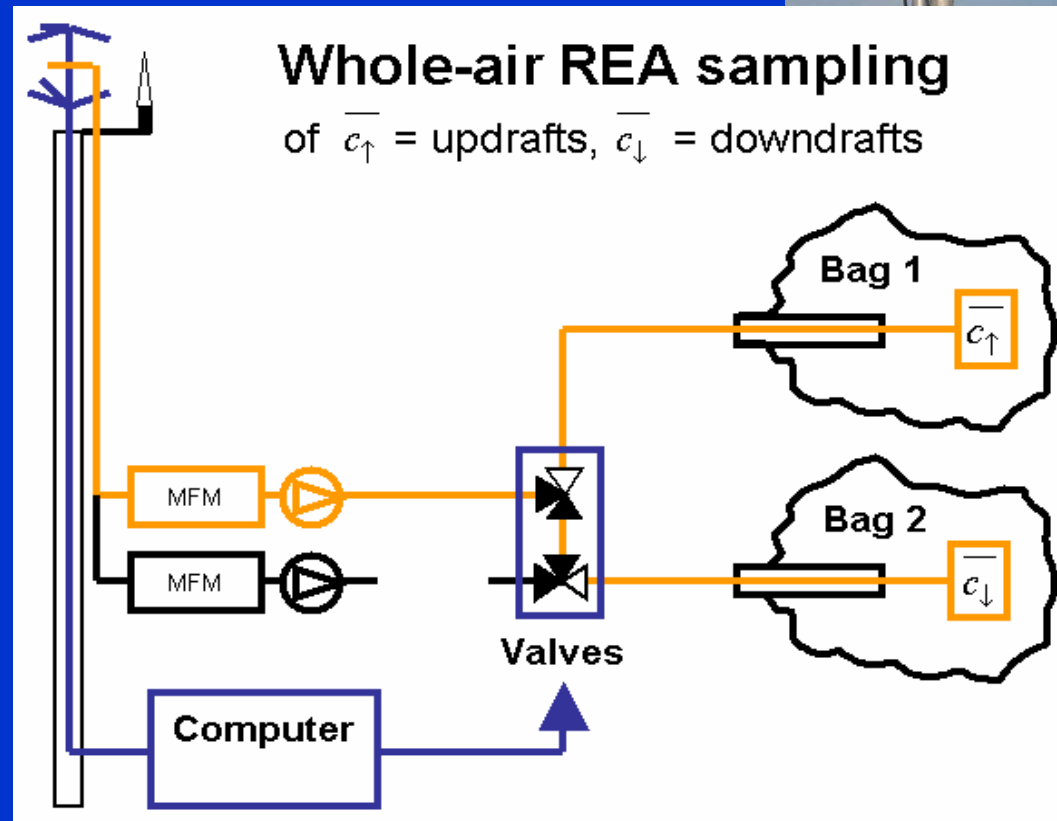 Whole-air REA sampling
of c̅↑ = updrafts, c̅↓ = downdrafts
Bag 1
c̅↑
MFM
Bag 2
MFM
c̅↓
Valves
Computer